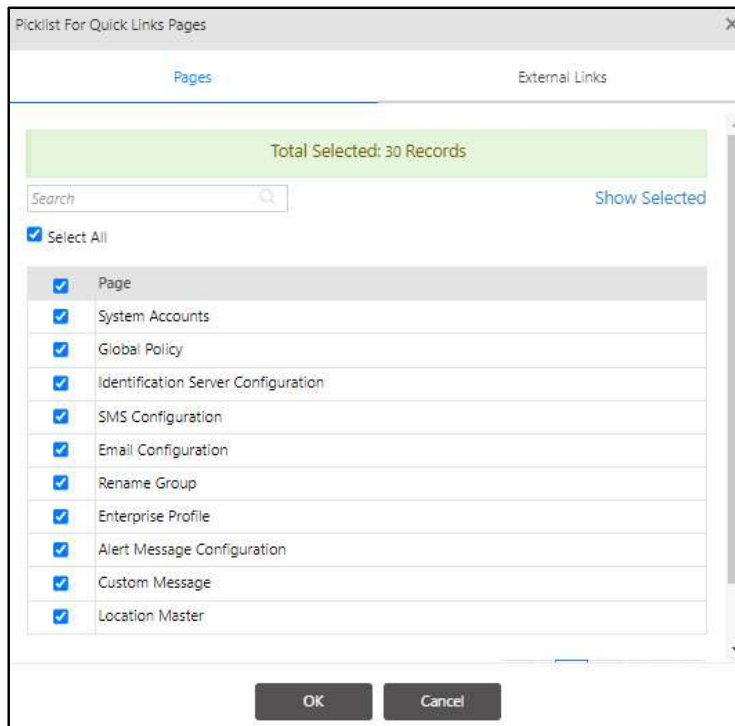 Picklist For Quick Links Pages
Pages
External Links
Total Selected: 30 Records
Search
Show Selected
Select All
Page
System Accounts
Global Policy
Identification Server Configuration
SMS Configuration
Email Configuration
Rename Group
Enterprise Profile
Alert Message Configuration
Custom Message
Location Master
OK
Cancel